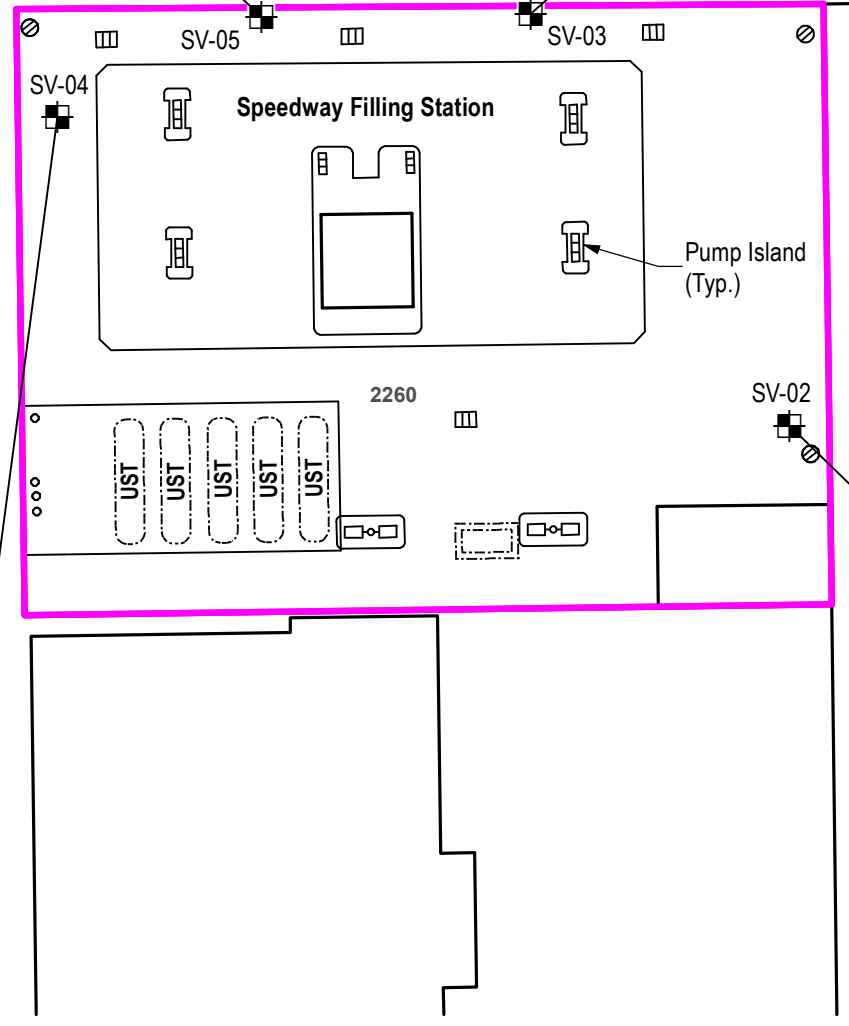 SV-05
SV-03
SV-04
Speedway Filling Station
Pump Island
(Typ.)
2260
SV-02
UST
UST
UST
UST
UST